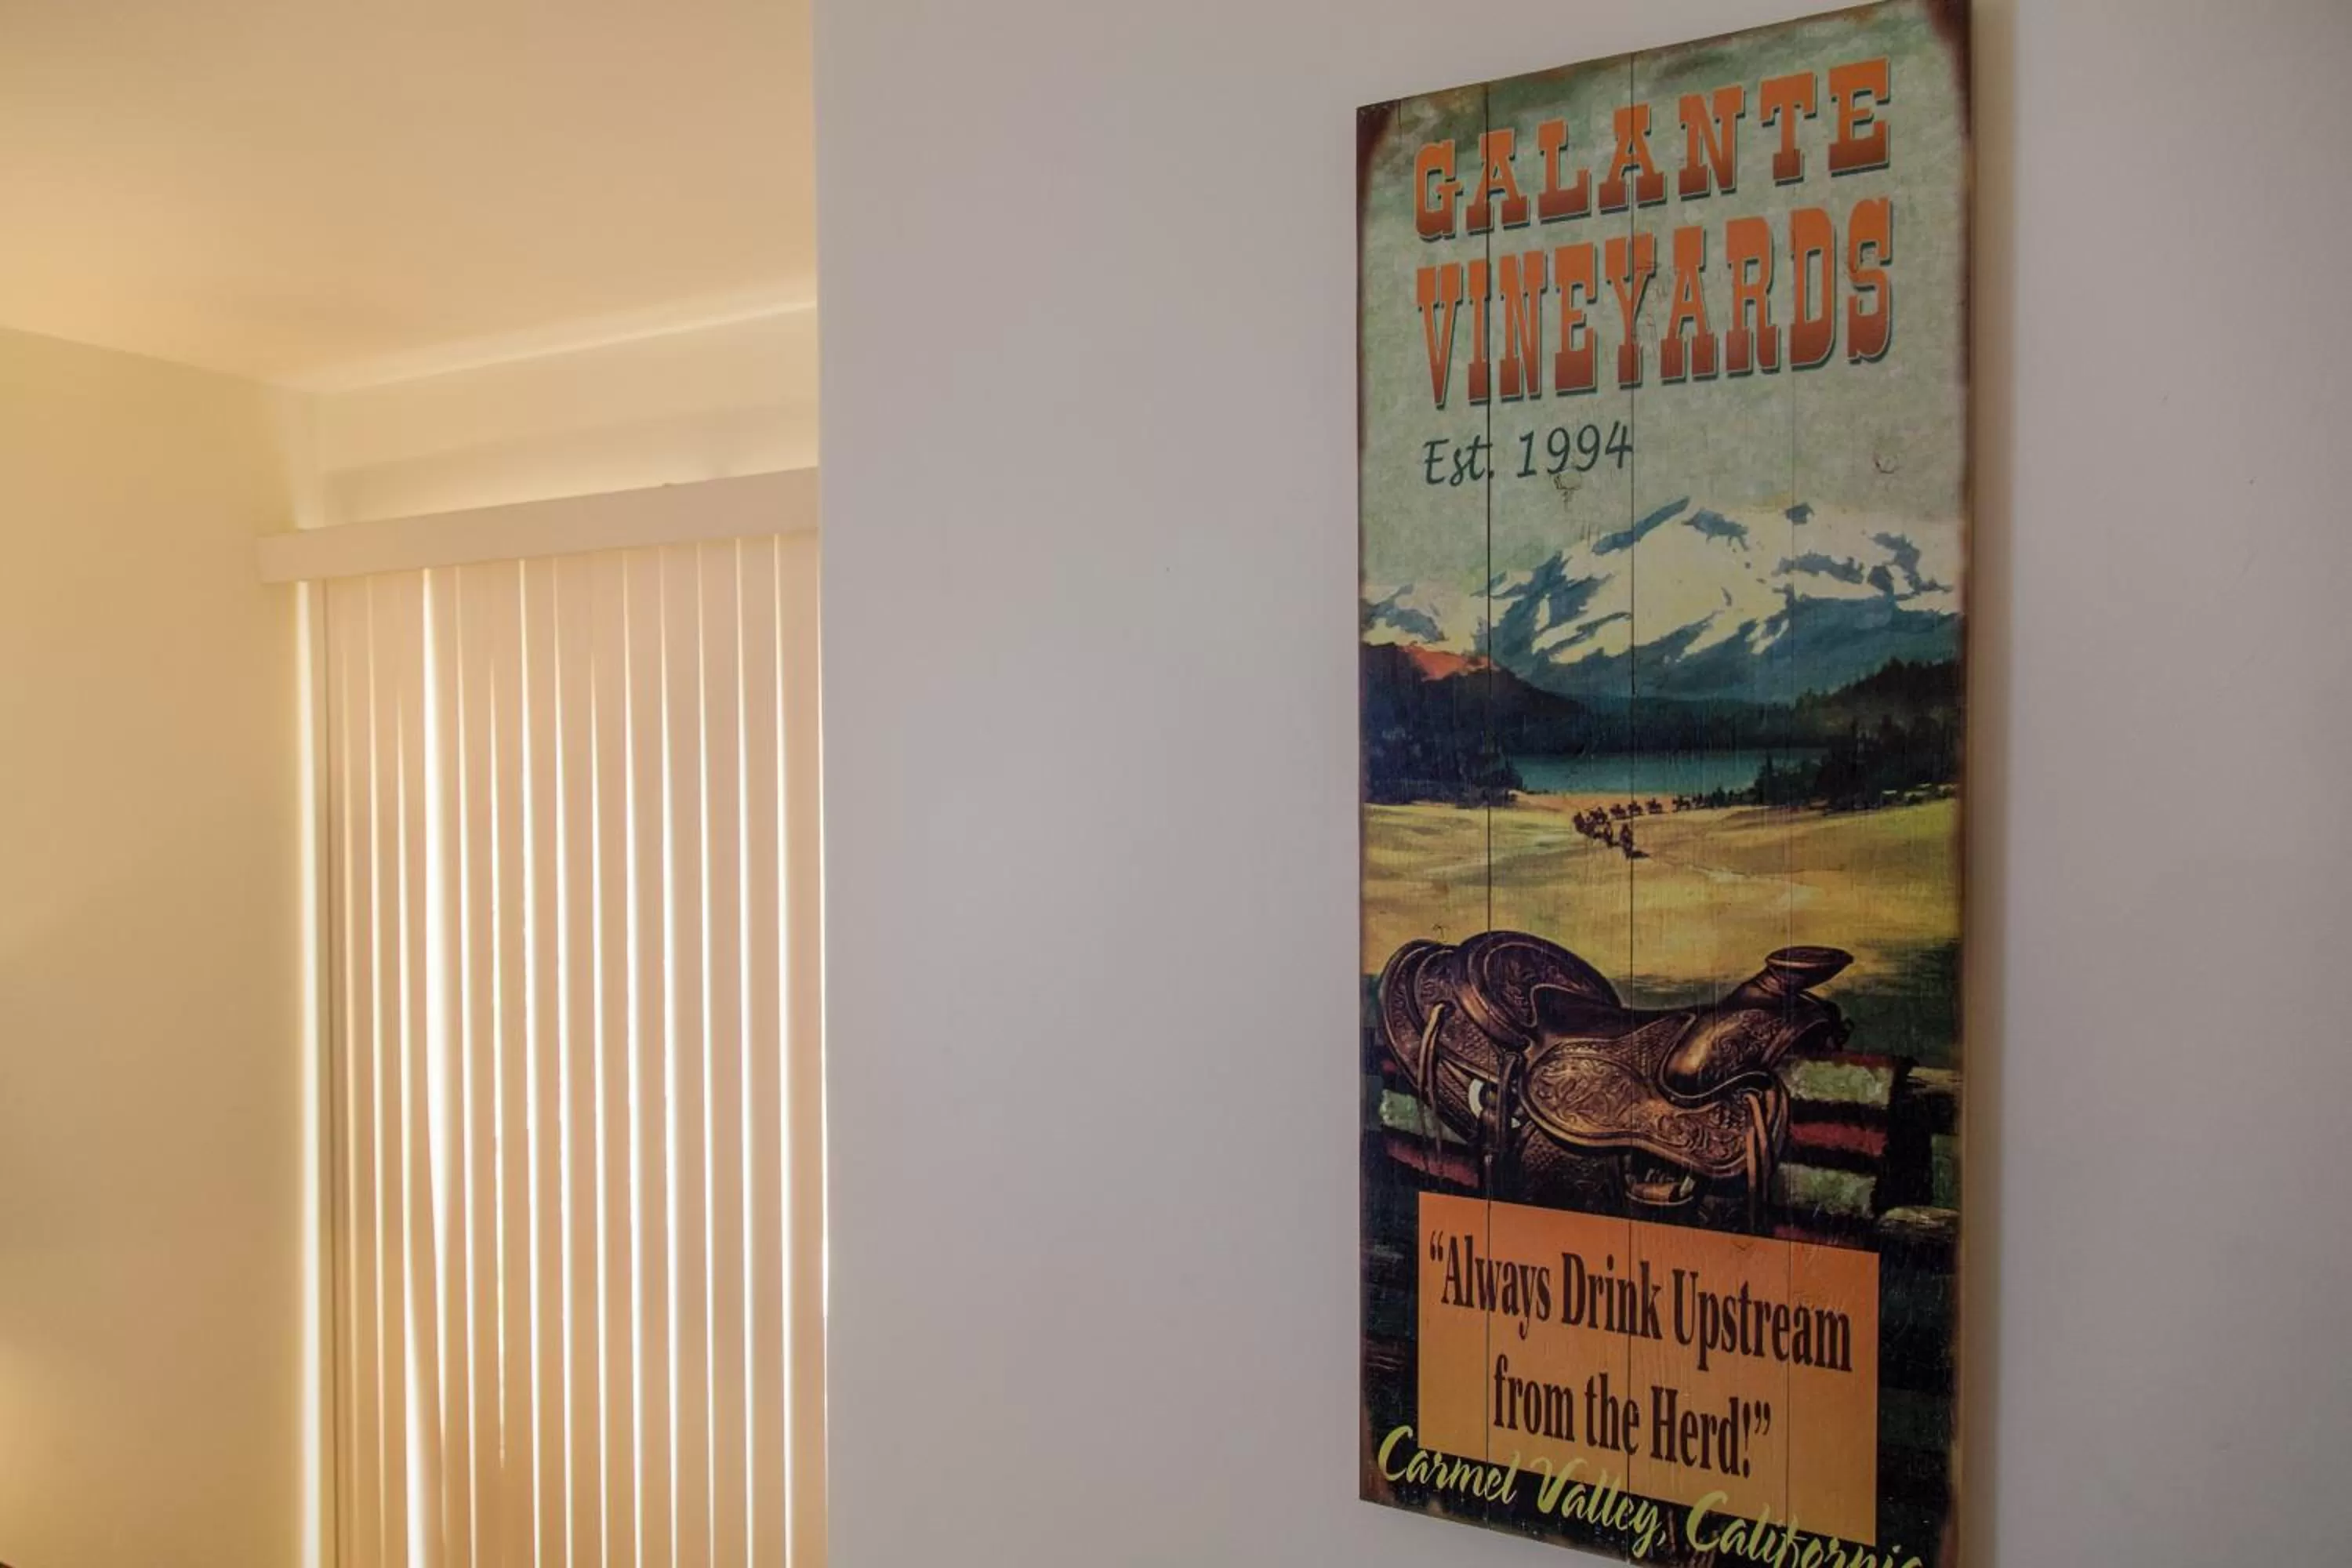 GALANTE
VINEYARDS
Est. 1994
“Always Drink Upstream
from the Herd!”
Carmel Valley, California